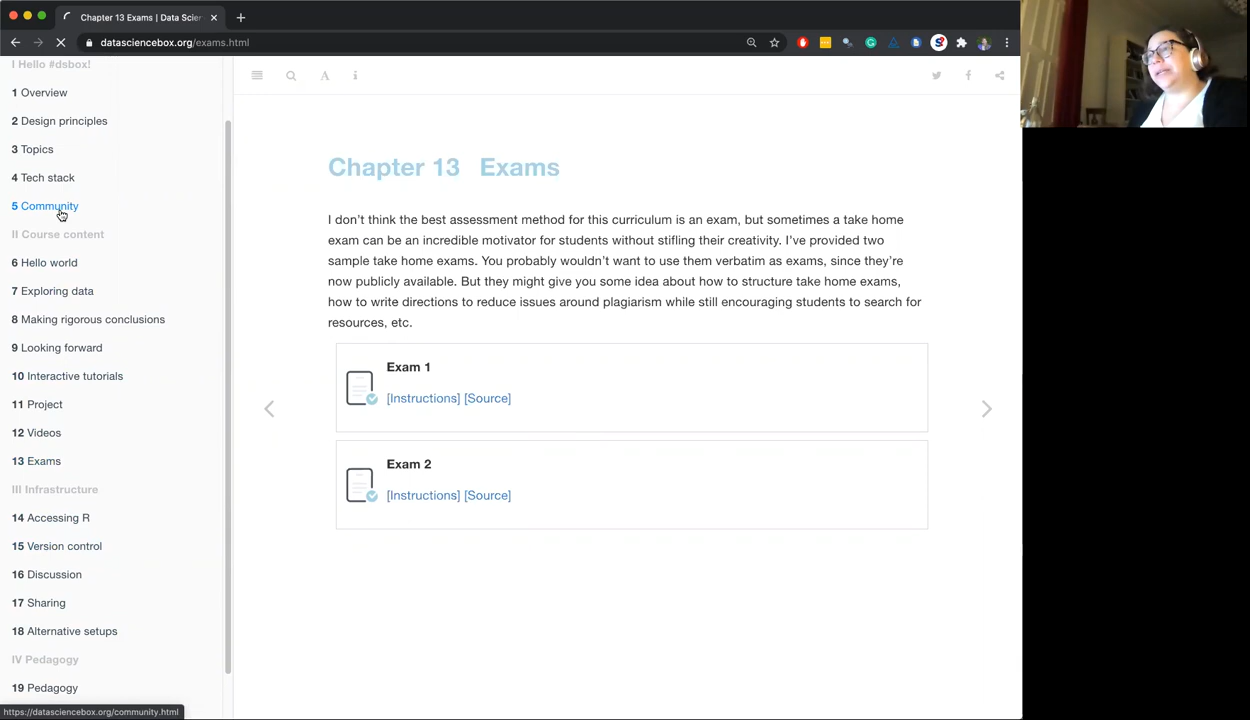 Chapter 13 Exams | Data Scien
datasciencebox.org/exams.html
I Hello #dsbox!
1 Overview
2 Design principles
3 Topics
4 Tech stack
5 Community
II Course content
6 Hello world
7 Exploring data
8 Making rigorous conclusions
9 Looking forward
10 Interactive tutorials
11 Project
12 Videos
13 Exams
III Infrastructure
14 Accessing R
15 Version control
16 Discussion
17 Sharing
18 Alternative setups
IV Pedagogy
19 Pedagogy
https://datasciencebox.org/community.html
A
i
Chapter 13 Exams
I don't think the best assessment method for this curriculum is an exam, but sometimes a take home
exam can be an incredible motivator for students without stifling their creativity. I've provided two
sample take home exams. You probably wouldn't want to use them verbatim as exams, since they're
now publicly available. But they might give you some idea about how to structure take home exams,
how to write directions to reduce issues around plagiarism while still encouraging students to search for
resources, etc.
Exam 1
[Instructions] [Source]
Exam 2
[Instructions] [Source]